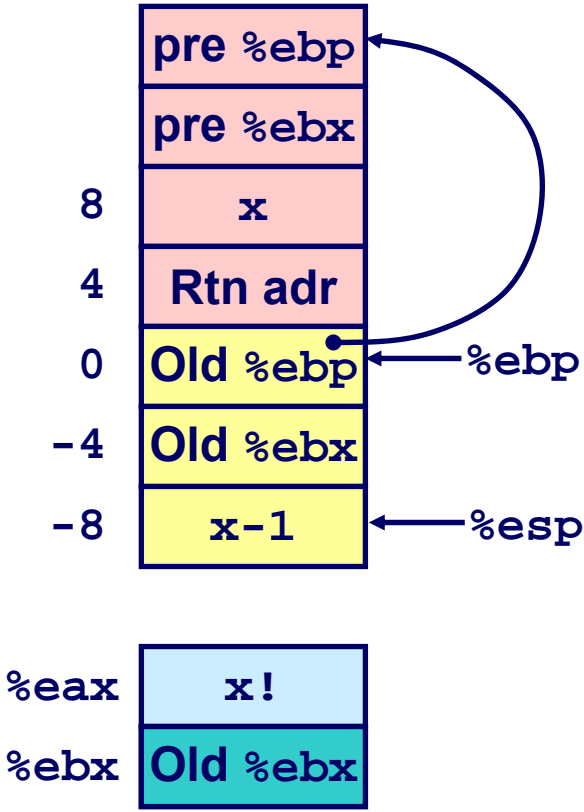 pre %ebp
pre %ebx
8 x
4 Rtn adr
0 Old %ebp %ebp
-4 Old %ebx
-8 x-1 %esp
%eax x!
%ebx Old %ebx